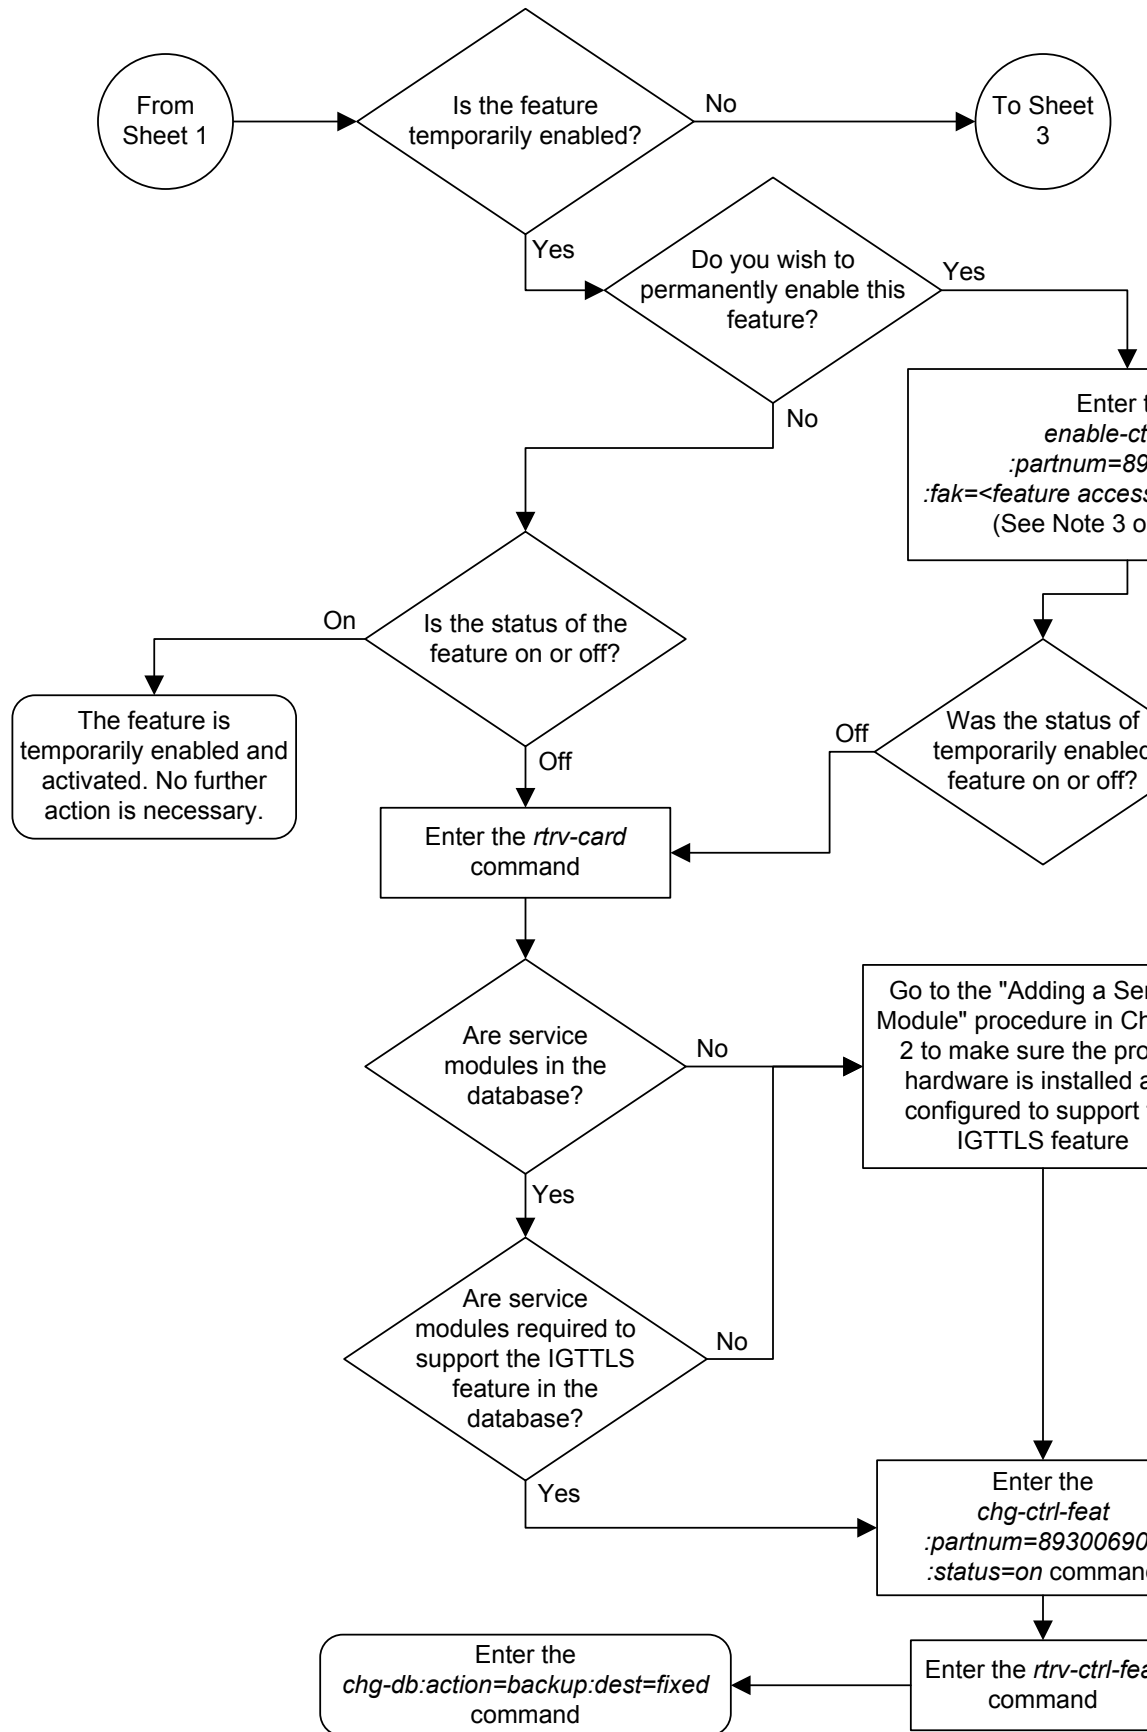 From
Sheet 1
Is the feature
temporarily enabled?
No
To Sheet
3
Yes
Do you wish to
permanently enable this
feature?
Yes
No
Enter
enable-ct
:partnum=89
:fak=<feature access
(See Note 3 o
Is the status of the
feature on or off?
On
Off
The feature is
temporarily enabled and
activated. No further
action is necessary.
Was the status of
temporarily enabled
feature on or off?
Off
Enter the rtrv-card
command
Are service
modules in the
database?
No
Yes
Go to the "Adding a Ser
Module" procedure in Ch
2 to make sure the pro
hardware is installed a
configured to support
IGTTLS feature
Are service
modules required to
support the IGTTLS
feature in the
database?
No
Yes
Enter the
chg-ctrl-feat
:partnum=89300690
:status=on comman
Enter the rtrv-ctrl-fea
command
Enter the
chg-db:action=backup:dest=fixed
command